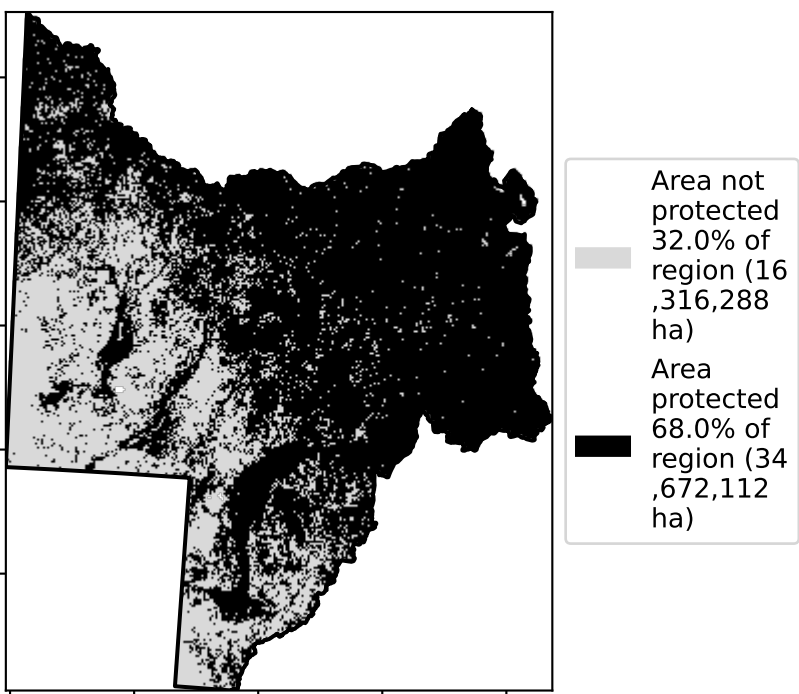 Area not
protected
32.0% of
region (16
,316,288
ha)
Area
protected
68.0% of
region (34
,672,112
ha)